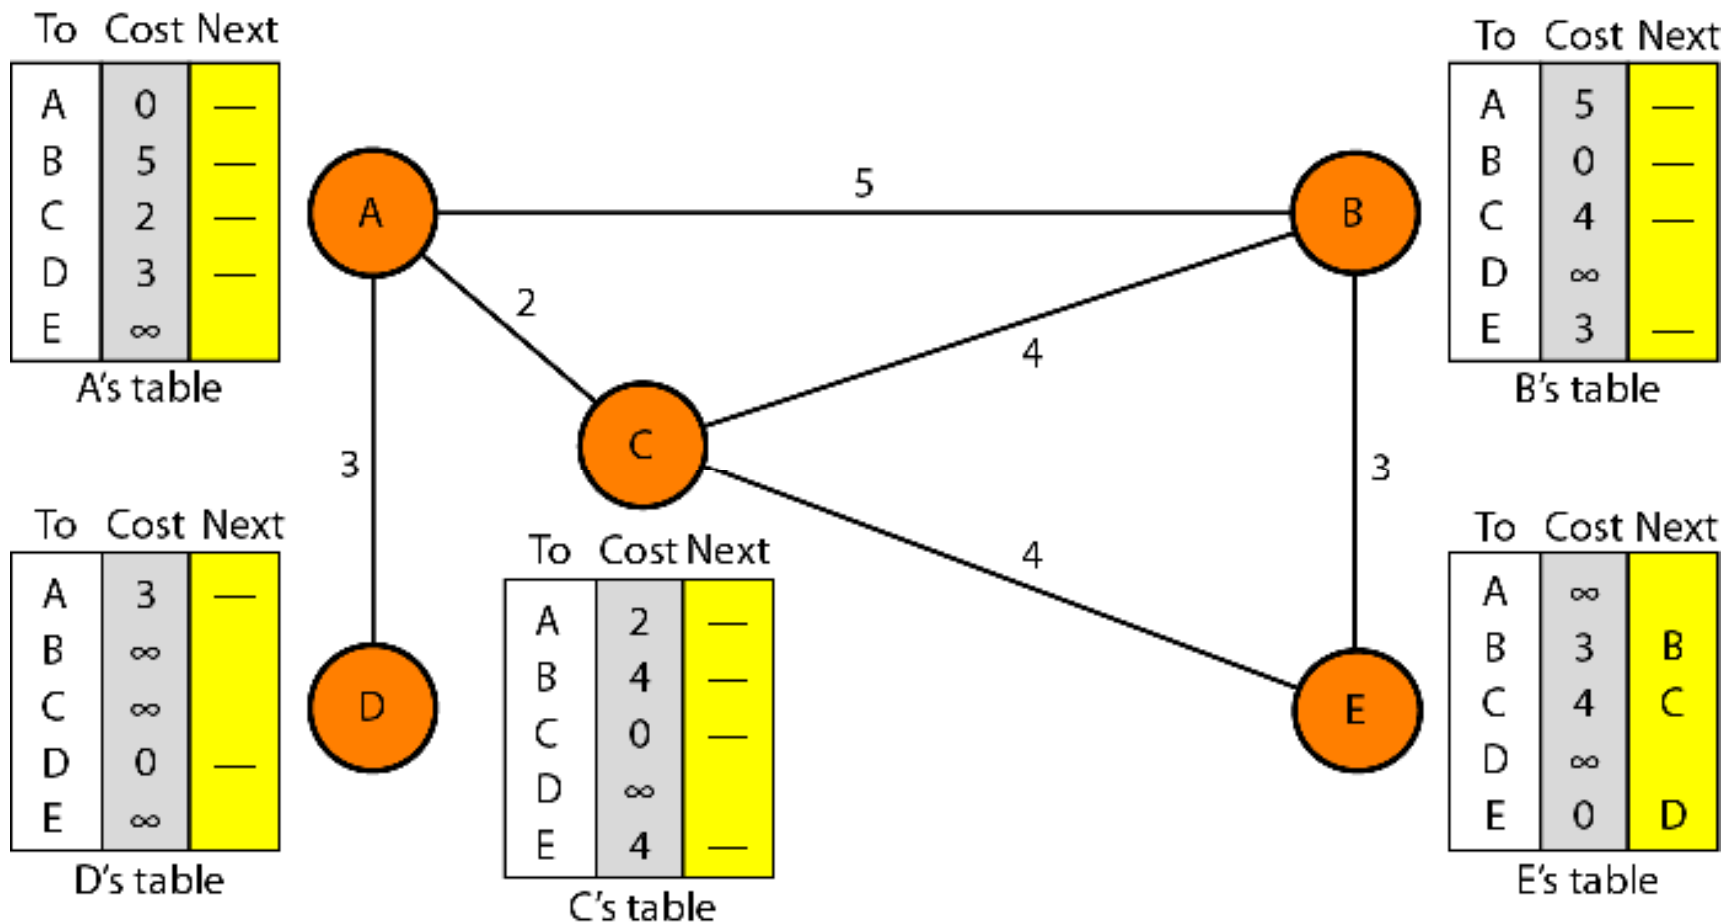 To Cost Next
A 0 —
B 5 —
C 2 —
D 3 —
E ∞
A's table
To Cost Next
A 5 —
B 0 —
C 4 —
D ∞
E 3 —
B's table
A
5
B
2
4
C
3
3
4
D
E
To Cost Next
A 3 —
B ∞
C ∞
D 0 —
E ∞
D's table
To Cost Next
A 2 —
B 4 —
C 0 —
D ∞
E 4 —
C's table
To Cost Next
A ∞
B 3 B
C 4 C
D ∞
E 0 D
E's table